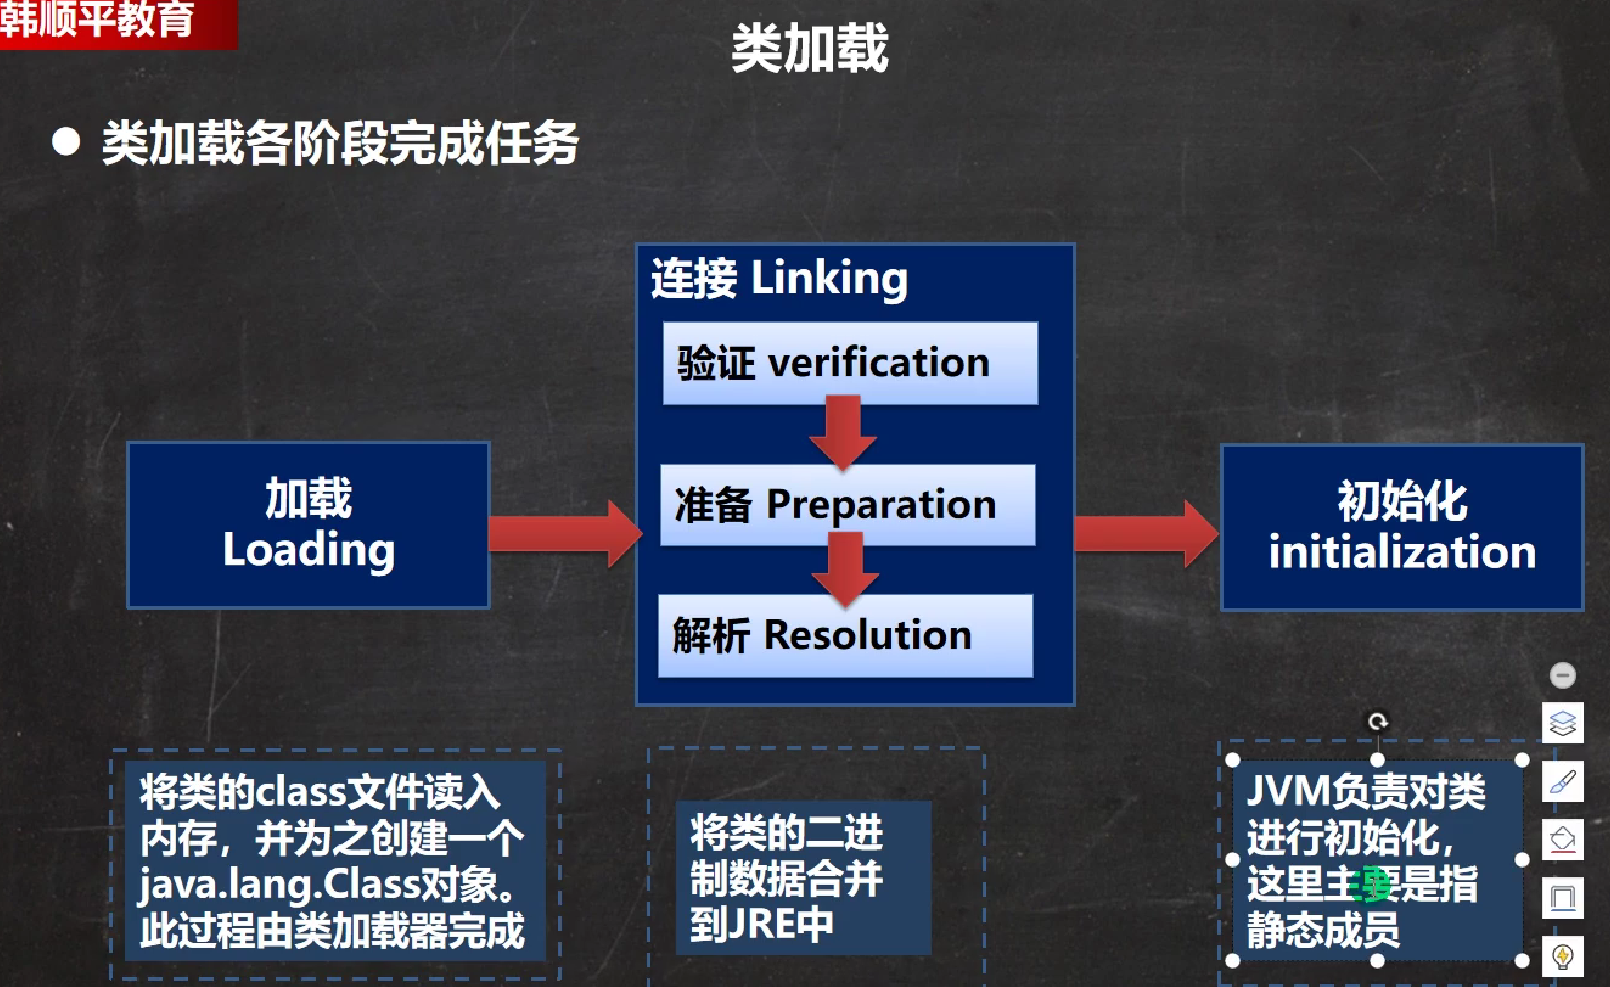 韩顺平教育
类加载
类加载各阶段完成任务
连接 Linking
验证 verification
准备 Preparation
解析 Resolution
加载
Loading
初始化
initialization
将类的class文件读入
内存，并为之创建一个
java.lang.Class对象。
此过程由类加载器完成
将类的二进
制数据合并
到JRE中
JVM负责对类
进行初始化，
这里主要是指
静态成员